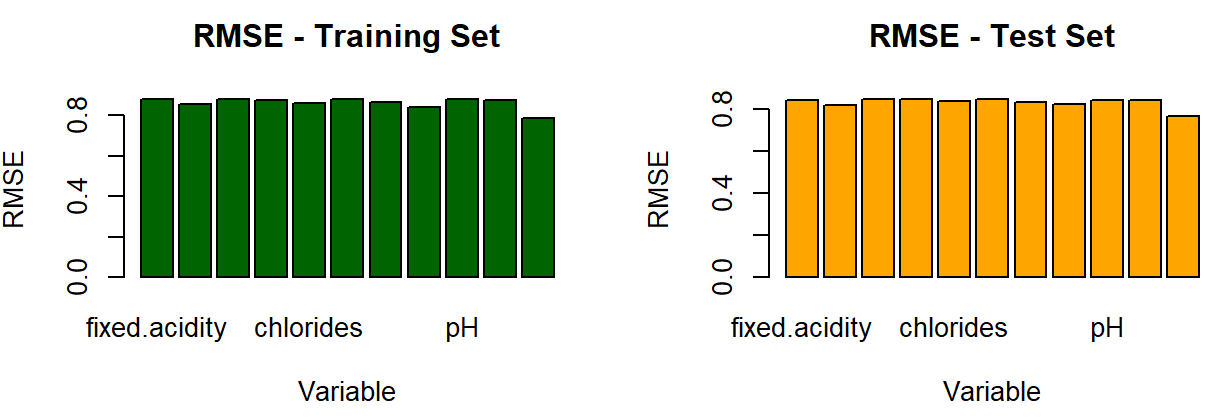 RMSE - Training Set
RMSE
0.8
0.4
0.0
fixed.acidity chlorides pH
Variable
RMSE - Test Set
RMSE
0.8
0.4
0.0
fixed.acidity chlorides pH
Variable